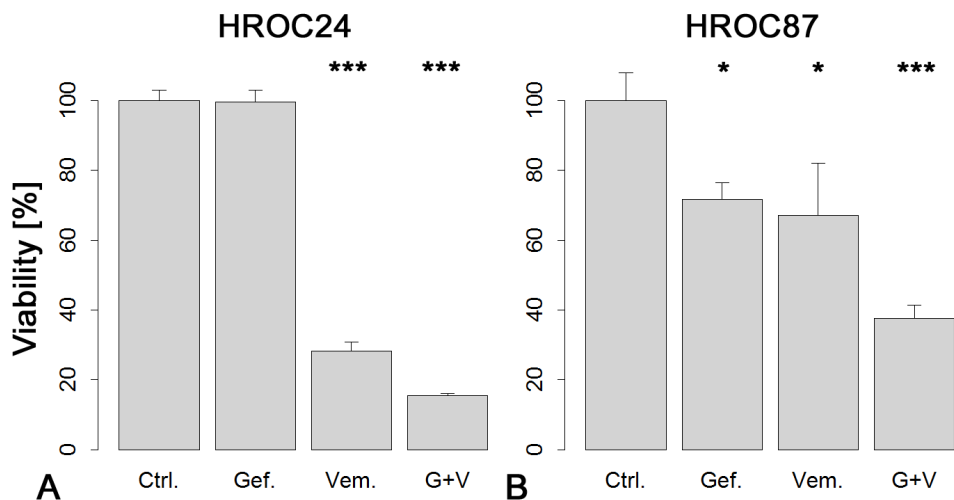 HROC24
*** ***
Viability [%]
100
80
60
40
20
0
Ctrl. Gef. Vem. G+V
A
HROC87
* * ***
100
80
60
40
20
0
Ctrl. Gef. Vem. G+V
B